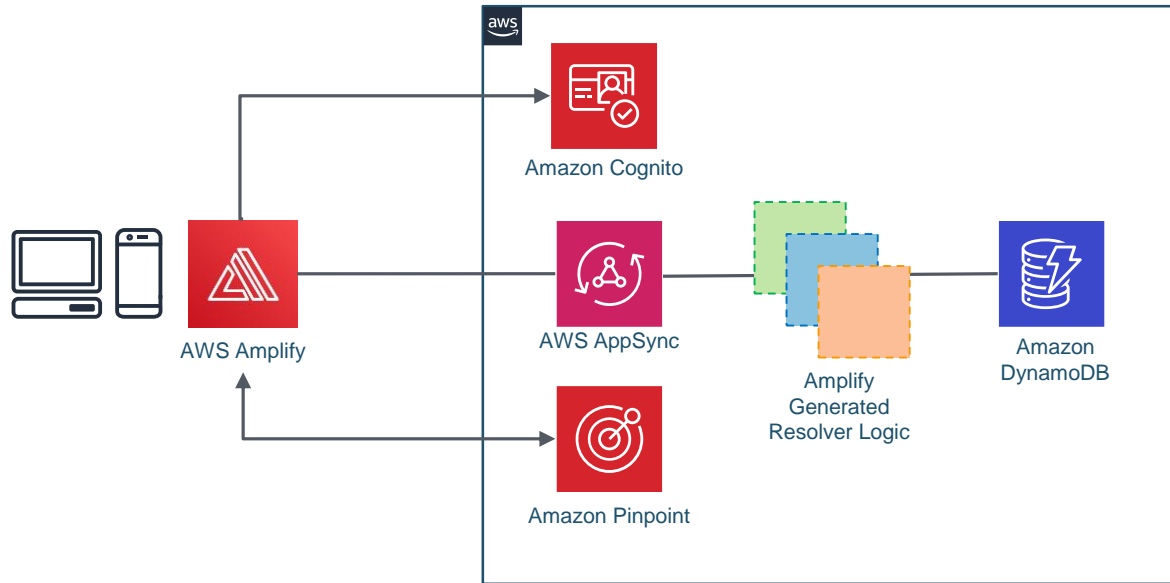 aws
Amazon Cognito
AWS Amplify
AWS AppSync
Amplify
Generated
Resolver Logic
Amazon
DynamoDB
Amazon Pinpoint